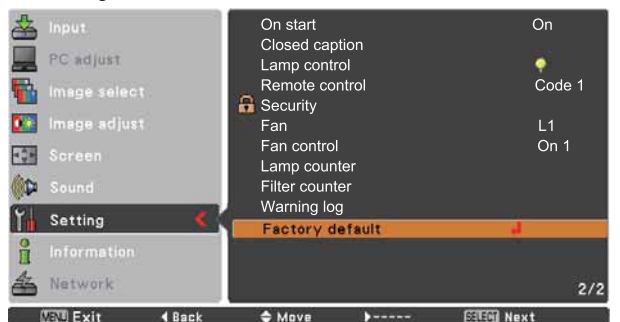 Input
PC adjust
Image select
Image adjust
Screen
Sound
Setting
Information
Network
On start On
Closed caption
Lamp control
Remote control Code 1
Security
Fan L1
Fan control On 1
Lamp counter
Filter counter
Warning log
Factory default
2/2
MENU Exit Back Move ----- SELECT Next